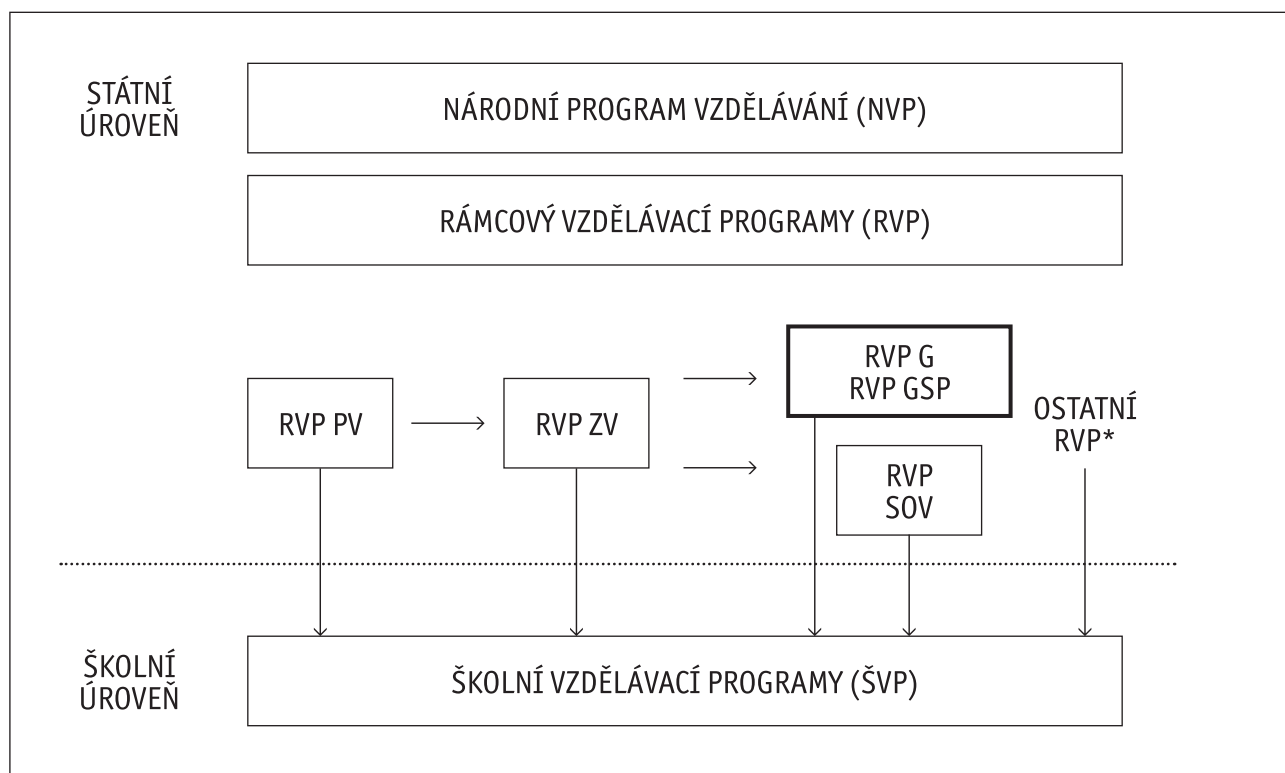 STÁTNÍ
ÚROVEŇ
NÁRODNÍ PROGRAM VZDĚLÁVÁNÍ (NVP)
RÁMCOVÝ VZDĚLÁVACÍ PROGRAMY (RVP)
RVP PV
RVP ZV
RVP G
RVP GSP
RVP
SOV
OSTATNÍ
RVP*
ŠKOLNÍ
ÚROVEŇ
ŠKOLNÍ VZDĚLÁVACÍ PROGRAMY (ŠVP)